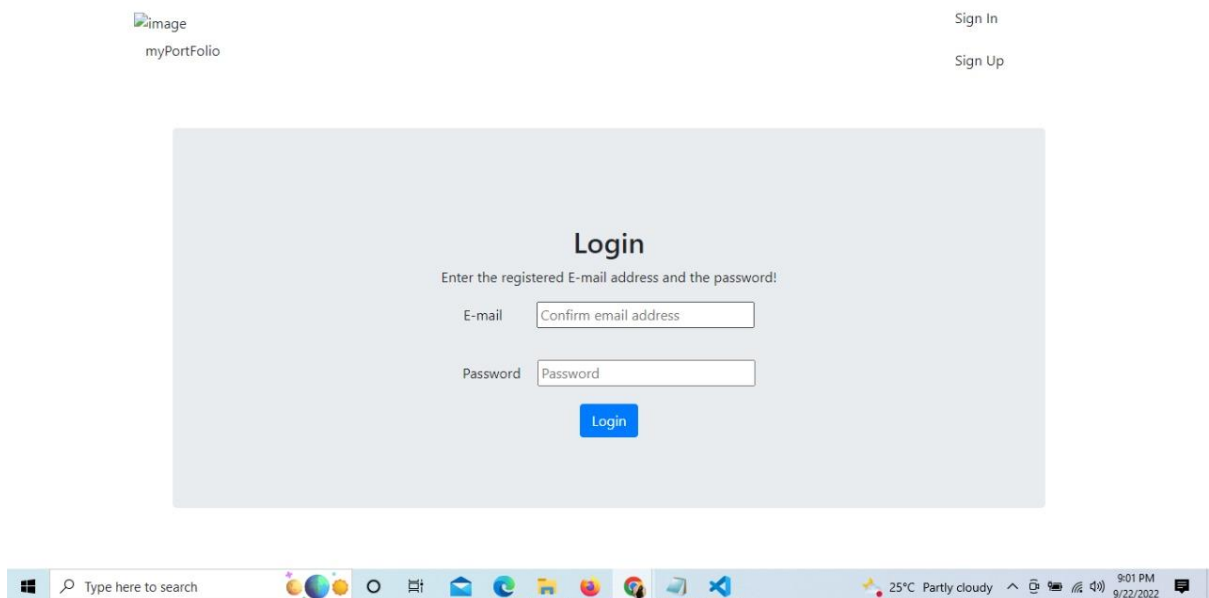 image
myPortFolio
Sign In
Sign Up
Login
Enter the registered E-mail address and the password!
E-mail Confirm email address
Password Password
Login
Type here to search 25°C Partly cloudy 9:01 PM
9/22/2022